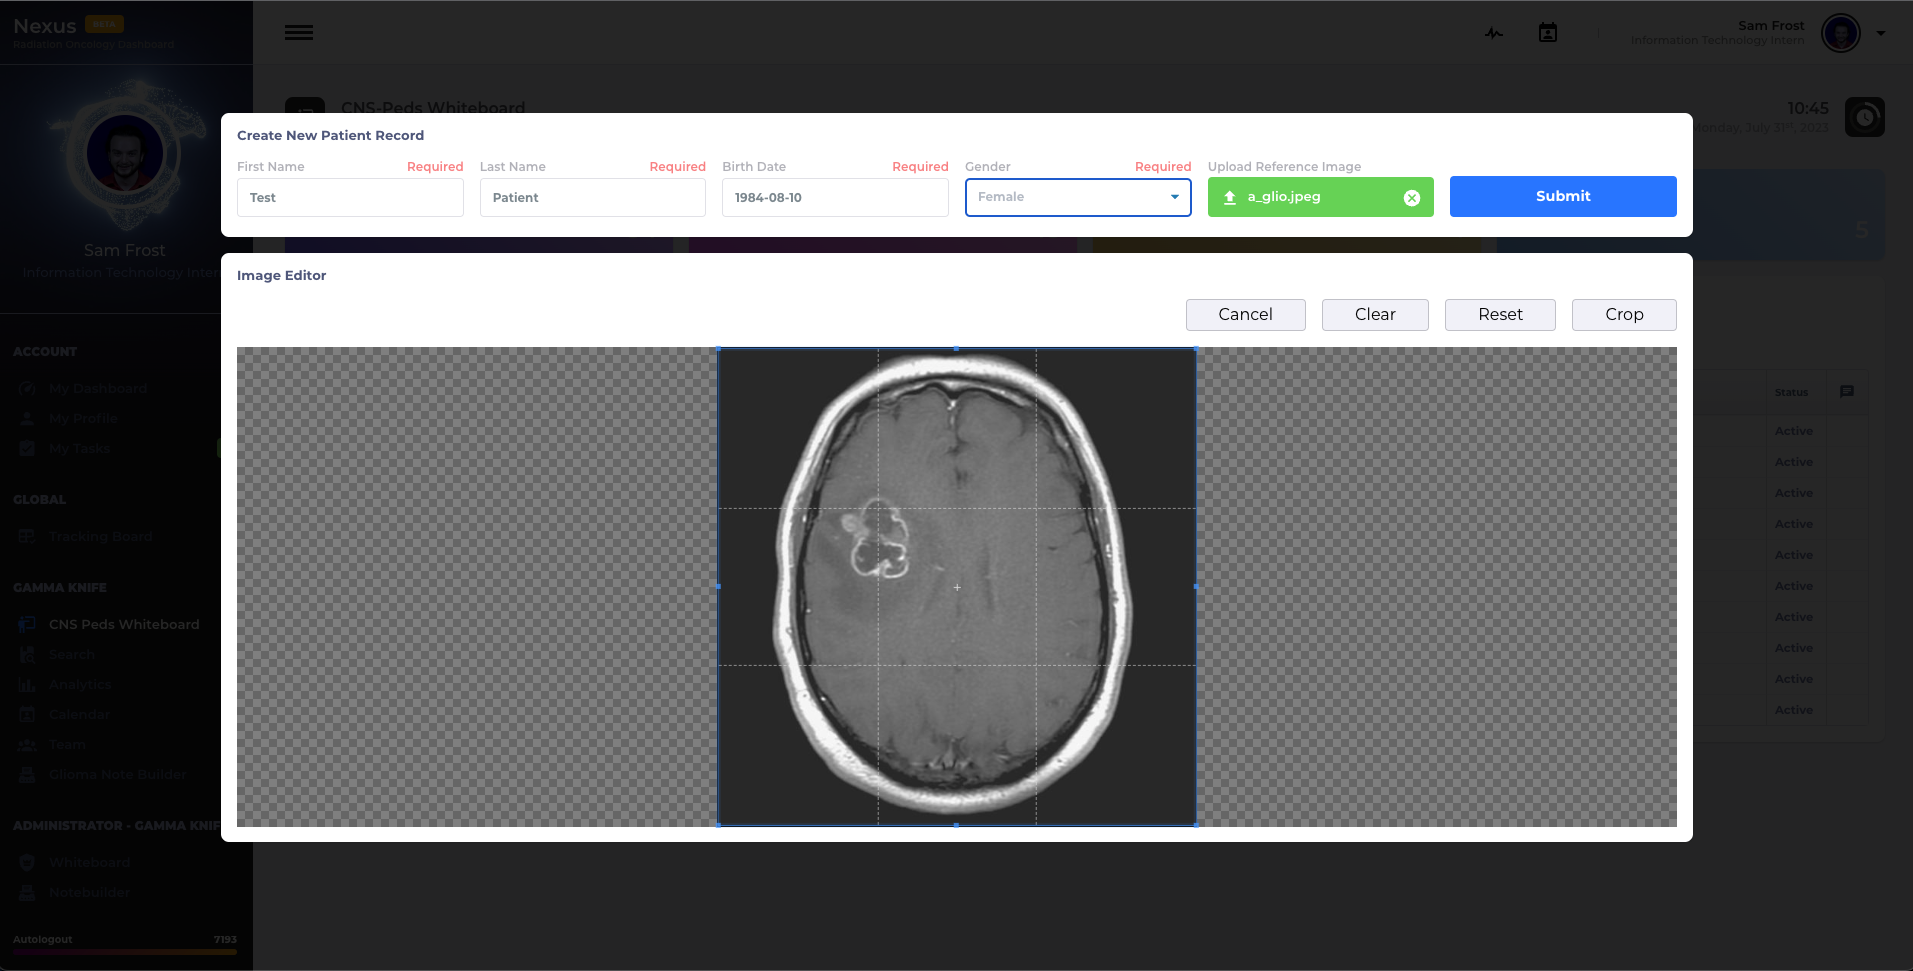 Nexus BETA
Radiation Oncology Dashboard
Sam Frost
Information Technology Intern
CNS-Peds Whiteboard
10:45
Monday, July 31st, 2023
Create New Patient Record
First Name Required Last Name Required Birth Date Required Gender Required Upload Reference Image
Test Patient 1984-08-10 Female a_glio.jpeg Submit
5
Sam Frost
Information Technology Inter
Image Editor
Cancel Clear Reset Crop
ACCOUNT
My Dashboard
My Profile
My Tasks
GLOBAL
Tracking Board
GAMMA KNIFE
CNS Peds Whiteboard
Search
Analytics
Calendar
Team
Glioma Note Builder
ADMINISTRATOR - GAMMA KNIF
Whiteboard
Notebuilder
Autologout 7193
Status
Active
Active
Active
Active
Active
Active
Active
Active
Active
Active